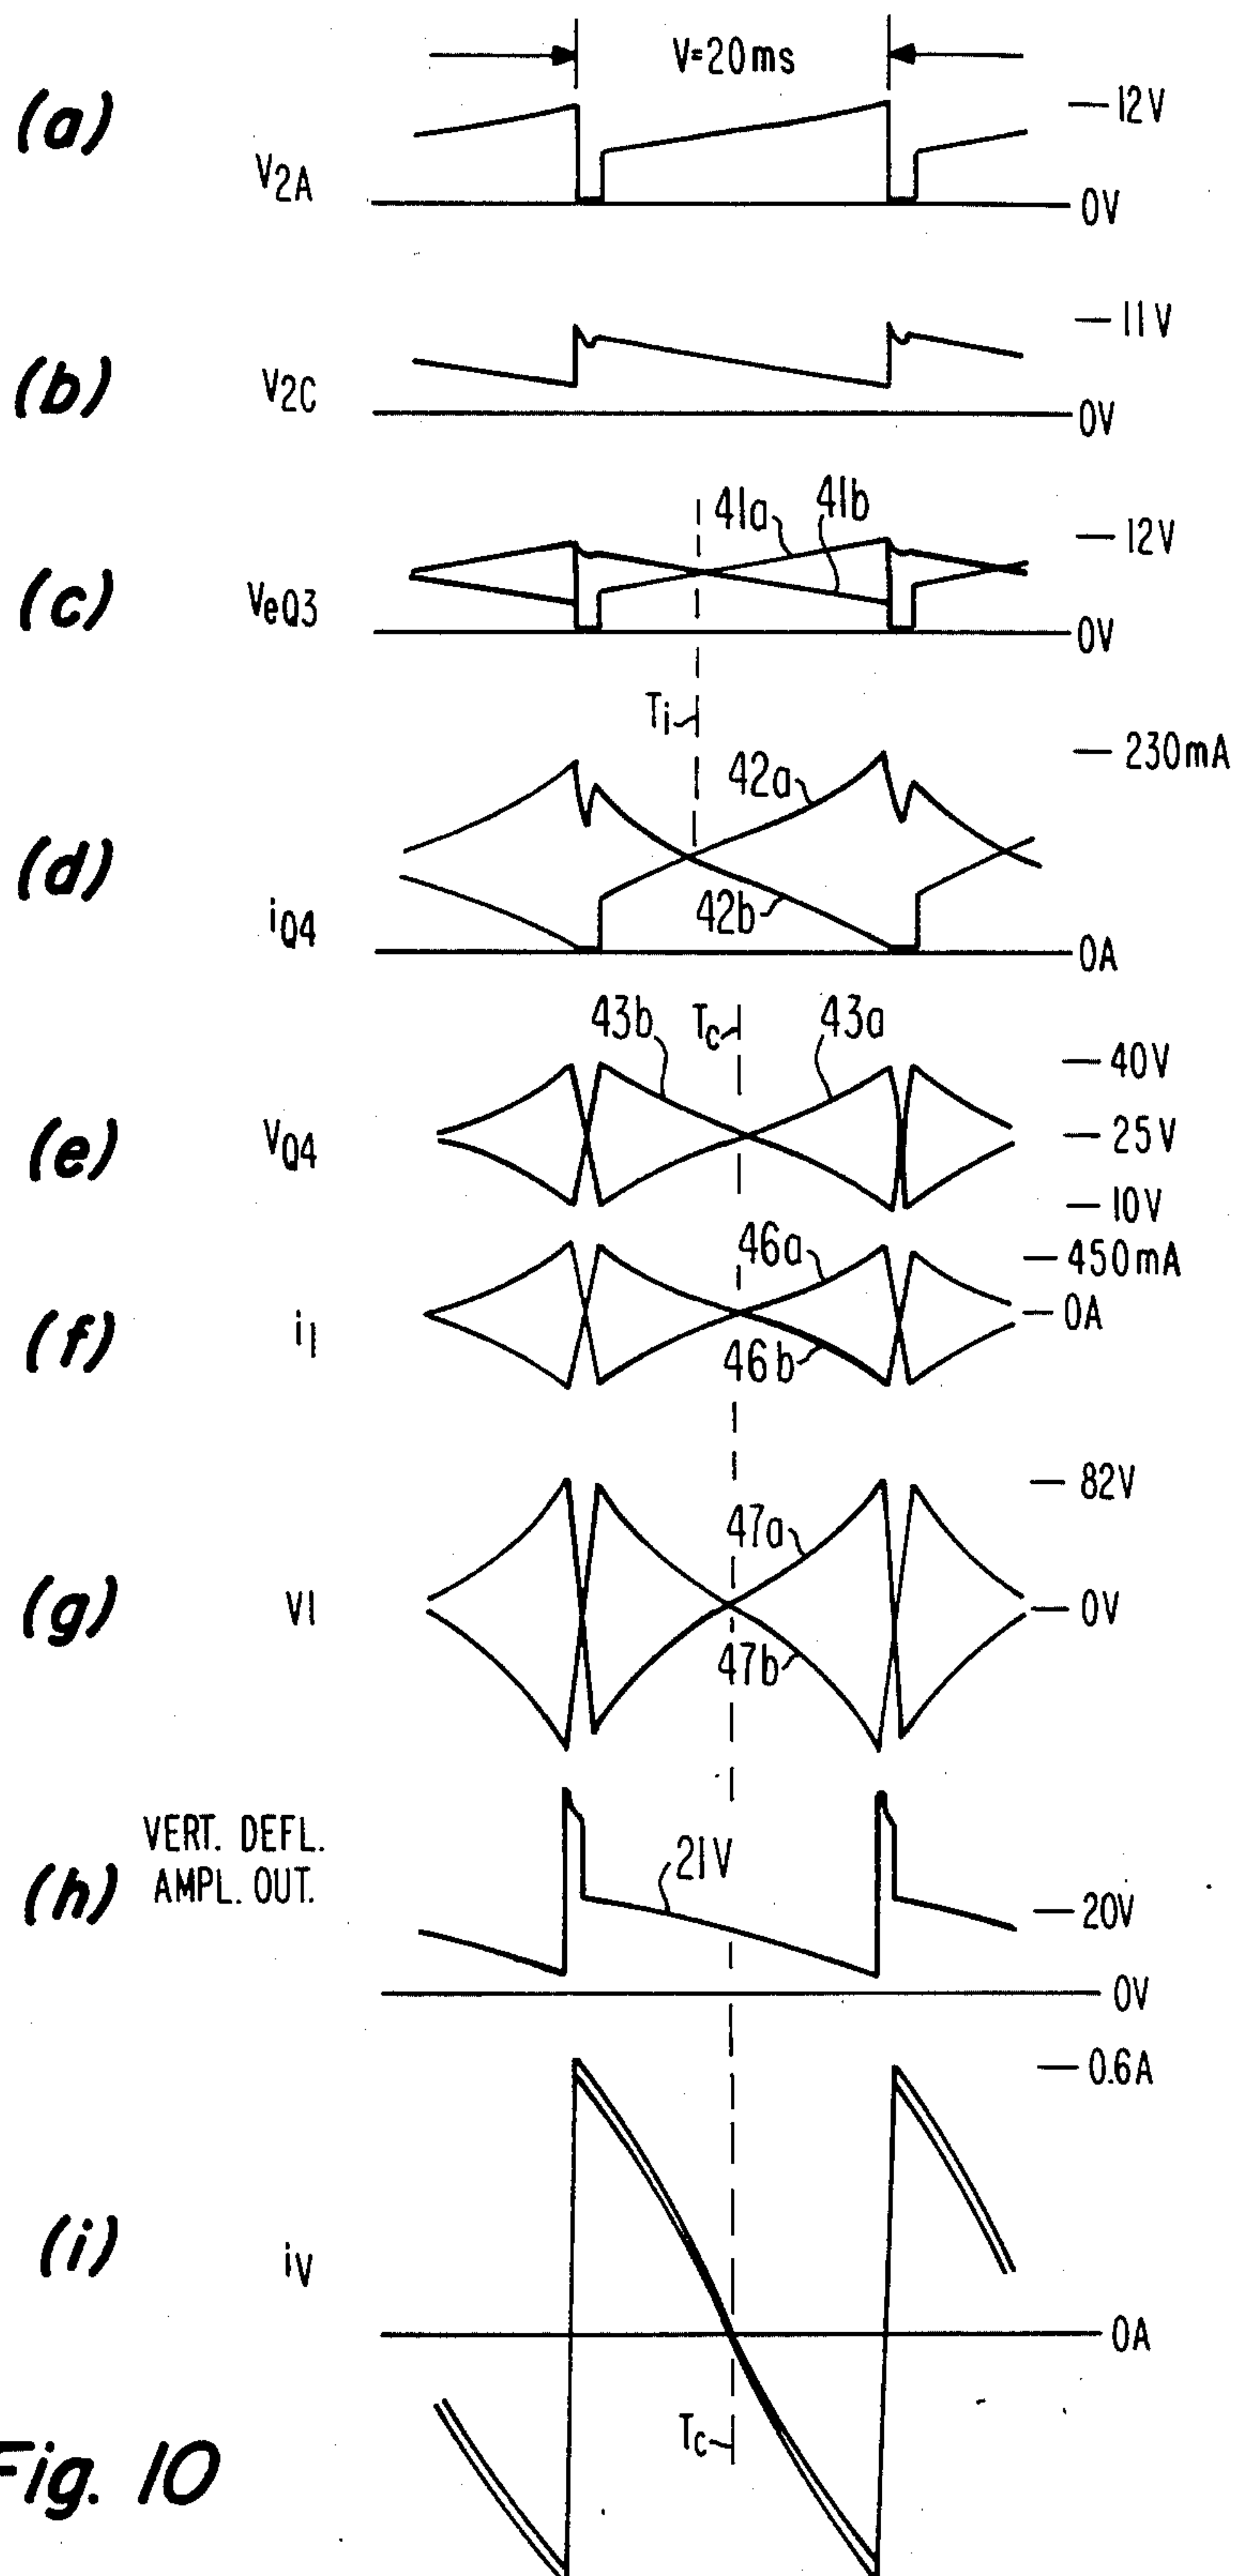 V=20ms
(a)
V2A
12V
0V
(b)
V2C
11V
0V
(c)
VeQ3
41a
41b
12V
0V
Ti
(d)
iQ4
42a
42b
230mA
0A
(e)
VQ4
43b
Tc
43a
40V
25V
10V
(f)
i1
46a
46b
450mA
0A
(g)
V1
47a
47b
82V
0V
(h)
VERT. DEFL.
AMPL. OUT.
21V
20V
0V
(i)
iV
0.6A
0A
Tc
Fig. 10